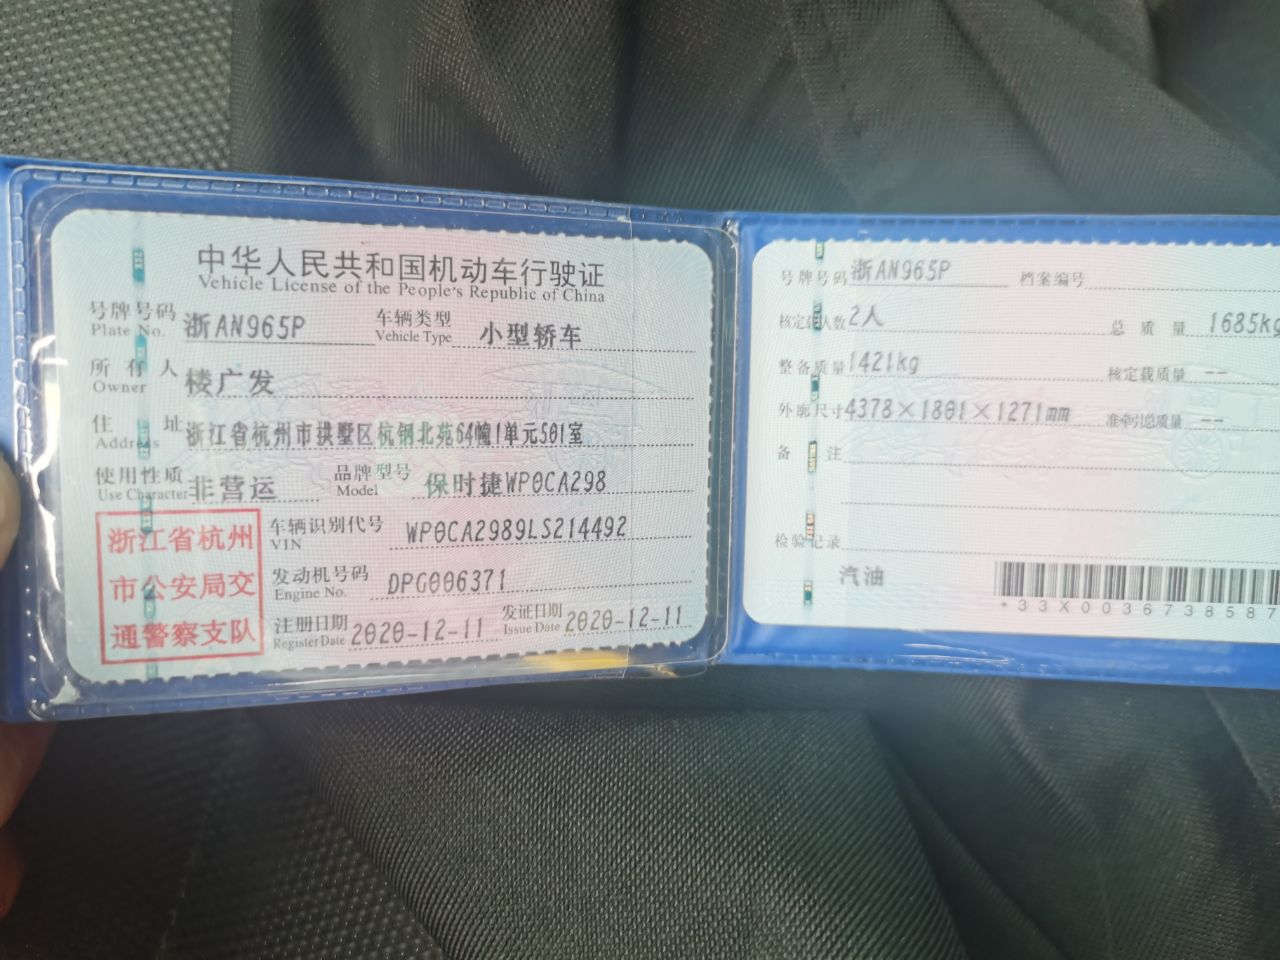 中华人民共和国机动车行驶证
Vehicle License of the People's Republic of China
号牌号码 浙AN965P 车辆类型 小型轿车
Plate No. Vehicle Type
所有人 楼广发
Owner
住址 浙江省杭州市拱墅区杭钢北苑64幢1单元501室
Address
使用性质 非营运 品牌型号 保时捷WP0CA298
Use Character Model
浙江省杭州
市公安局交
通警察支队
车辆识别代号 WP0CA2989LS214492
VIN
发动机号码 DPG006371
Engine No.
注册日期 2020-12-11 发证日期 2020-12-11
Register Date Issue Date
号牌号码 浙AN965P 档案编号
核定载人数 2人 总质量 1685kg
整备质量 1421kg 核定载质量 --
外廓尺寸 4378×1801×1271mm 准牵引总质量 --
备注
检验记录
汽油
*33X0036738587